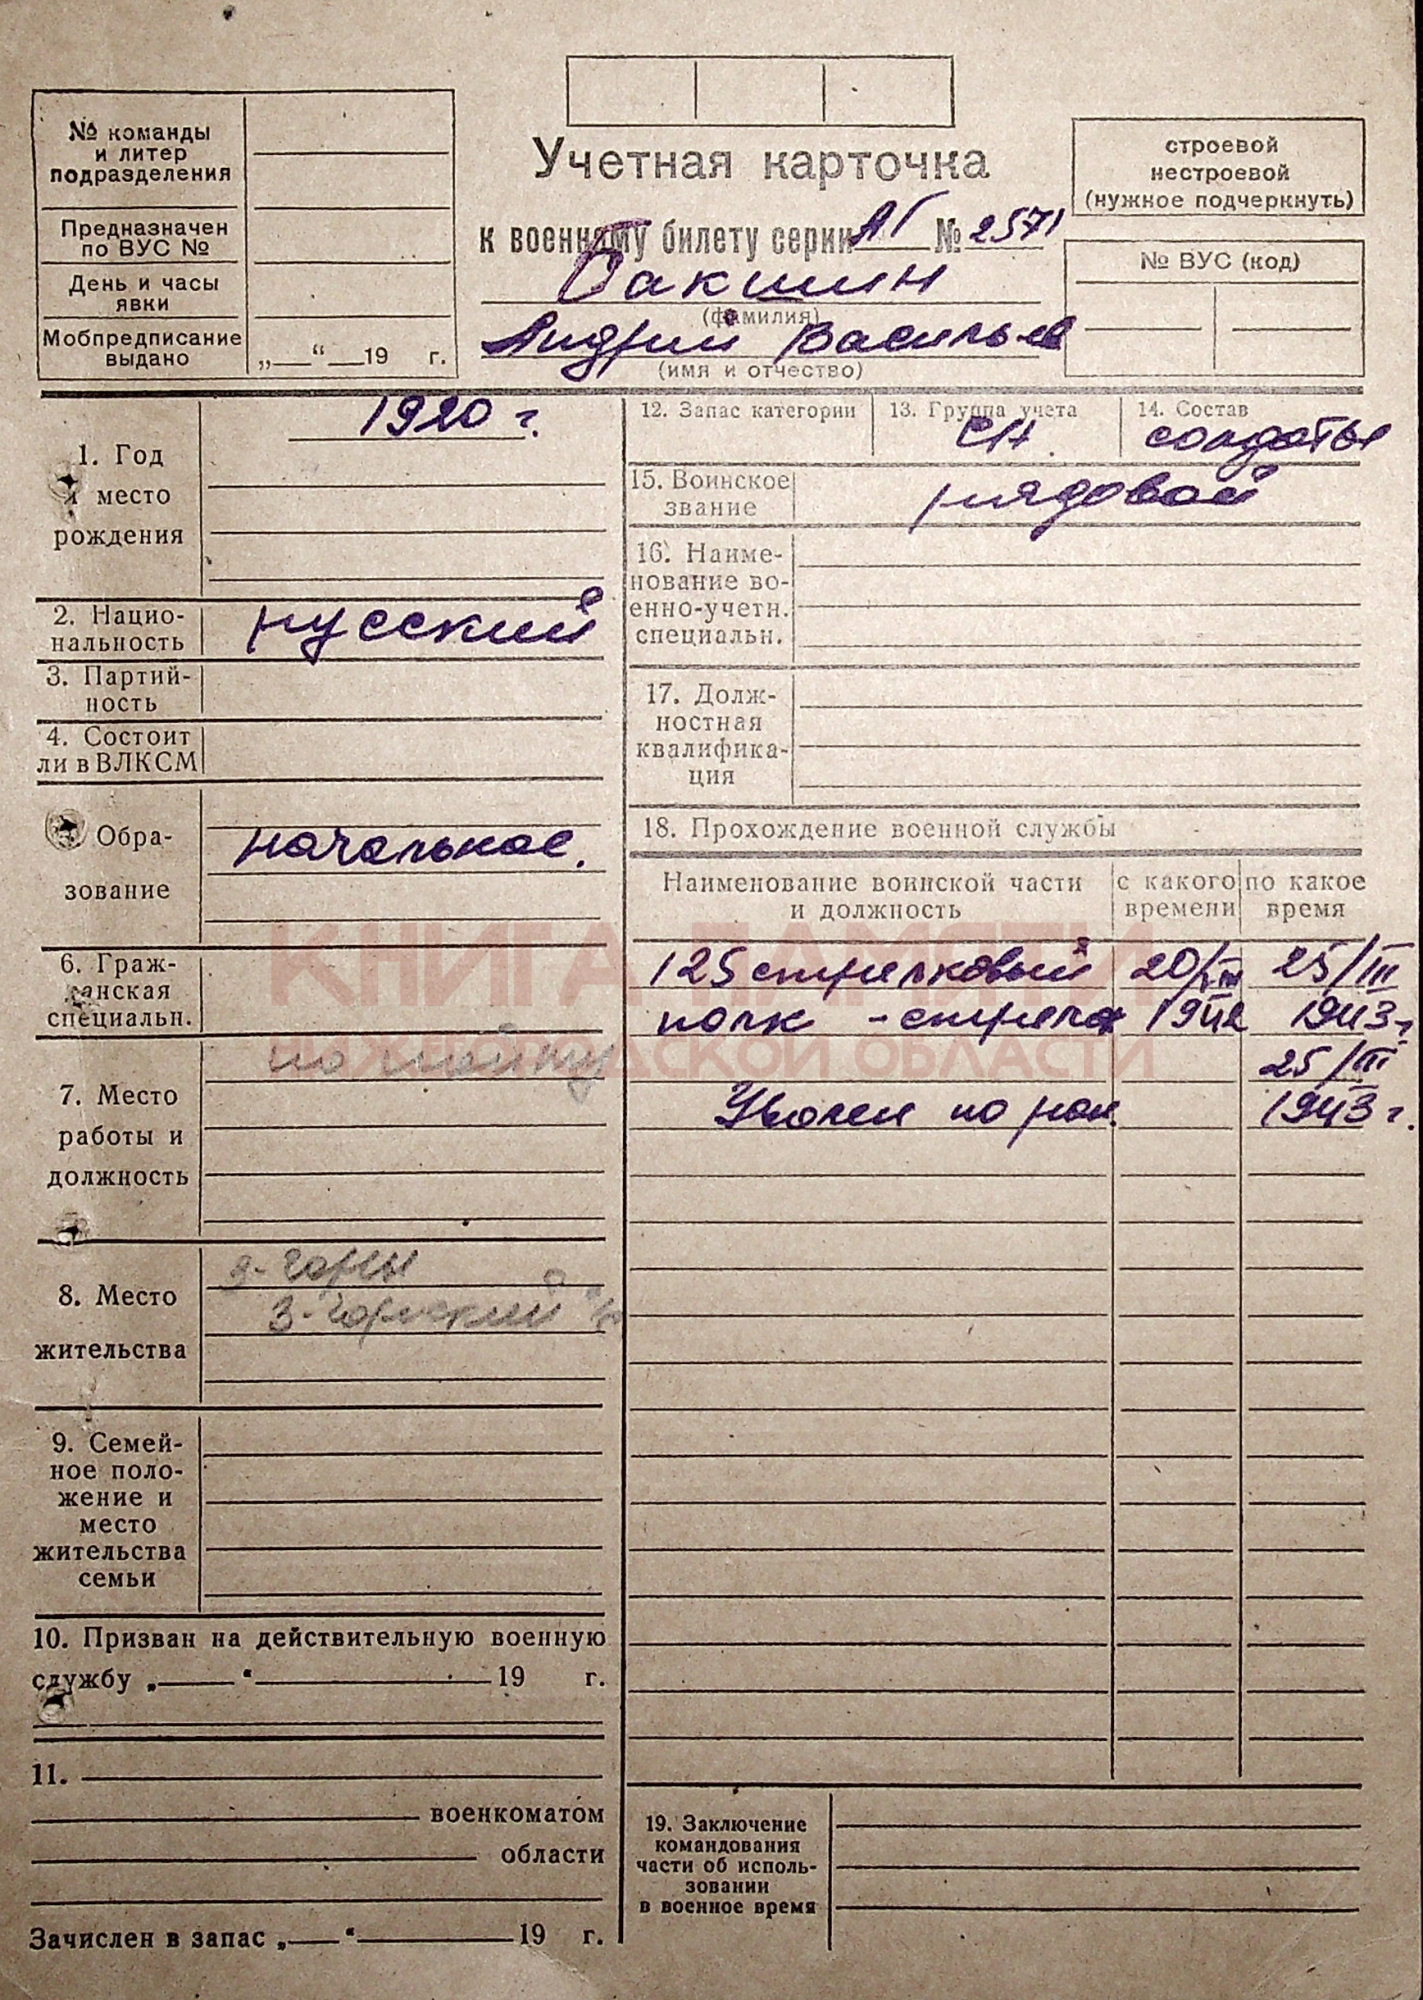 № команды
и литер
подразделения
Предназначен
по ВУС №
День и часы
явки
Мобпредписание
выдано
„ “ 19 г.
Учетная карточка
к военному билету серии АГ № 2571
Бакшин
(фамилия)
Андрей Василье
(имя и отчество)
строевой
нестроевой
(нужное подчеркнуть)
№ ВУС (код)
1. Год
и место
рождения
1920 г.
2. Нацио-
нальность
русский
3. Партий-
ность
4. Состоит
ли в ВЛКСМ
Обра-
зование
начальное.
6. Граж-
данская
специальн.
7. Место
работы и
должность
8. Место
жительства
д-Горы
9. Семей-
ное поло-
жение и
место
жительства
семьи
10. Призван на действительную военную
службу „ “ 19 г.
11.
военкоматом
области
Зачислен в запас „ “ 19 г.
12. Запас категории
13. Группа учета
СА
14. Состав
солдаты
15. Воинское
звание
рядовой
16. Наиме-
нование во-
енно-учетн.
специальн.
17. Долж-
ностная
квалифика-
ция
18. Прохождение военной службы
Наименование воинской части
и должность
с какого
времени
по какое
время
125 стрелковый 20/VIII 25/III
полк - стрелок 1942 1943 г.
25/III
Уволен по ран. 1943 г.
19. Заключение
командования
части об исполь-
зовании
в военное время
КНИГА ПАМЯТИ
НИЖЕГОРОДСКОЙ ОБЛАСТИ